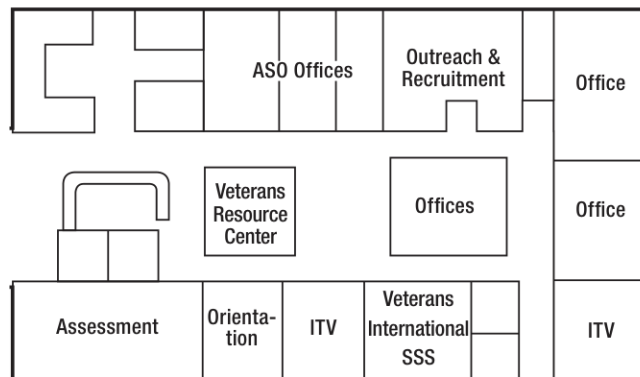 ASO Offices
Outreach &
Recruitment
Office
Veterans
Resource
Center
Offices
Office
Assessment
Orienta-
tion
ITV
Veterans
International
SSS
ITV